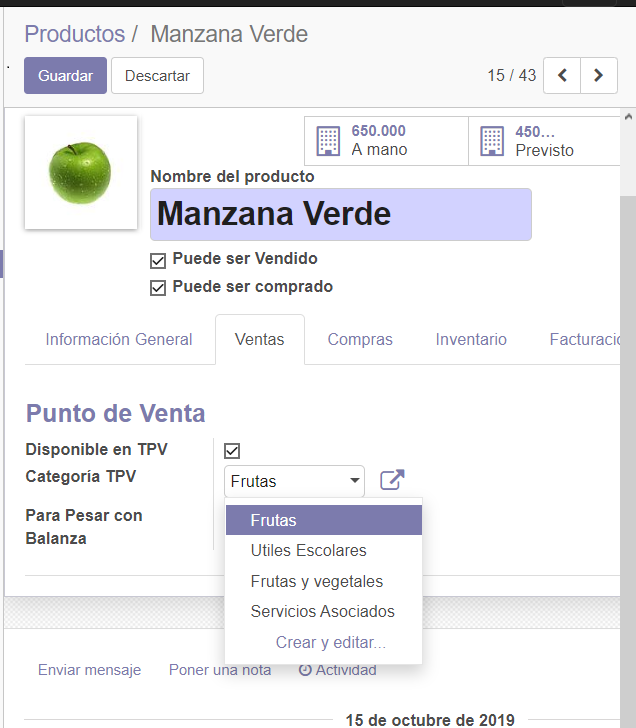 Productos / Manzana Verde
Guardar Descartar 15 / 43
650.000 A mano
450... Previsto
Nombre del producto
Manzana Verde
Puede ser Vendido
Puede ser comprado
Información General Ventas Compras Inventario Facturació
Punto de Venta
Disponible en TPV
Categoría TPV Frutas
Para Pesar con
Balanza
Frutas
Utiles Escolares
Frutas y vegetales
Servicios Asociados
Crear y editar...
Enviar mensaje Poner una nota Actividad
15 de octubre de 2019